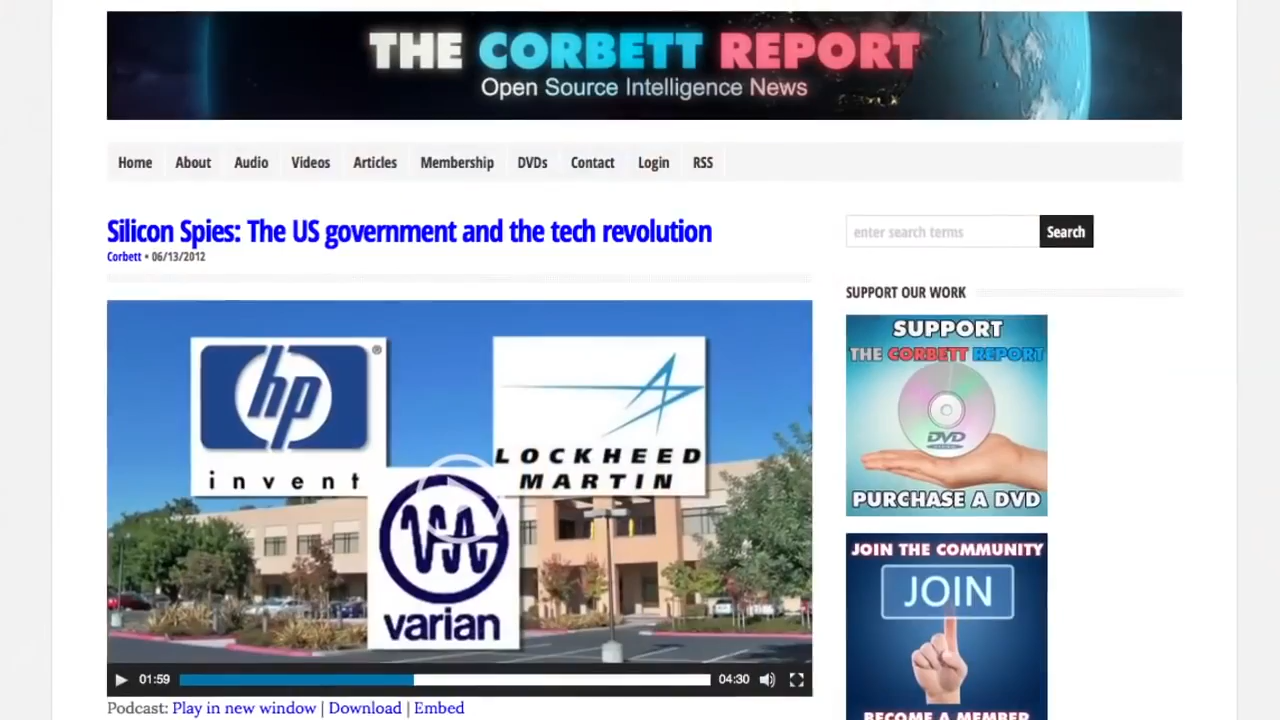 THE CORBETT REPORT
Open Source Intelligence News
Home About Audio Videos Articles Membership DVDs Contact Login RSS
Silicon Spies: The US government and the tech revolution
Corbett • 06/13/2012
enter search terms Search
SUPPORT OUR WORK
hp®
invent
LOCKHEED
MARTIN
varian
01:59 04:30
Podcast: Play in new window | Download | Embed
SUPPORT
THE CORBETT REPORT
DVD
PURCHASE A DVD
JOIN THE COMMUNITY
JOIN
BECOME A MEMBER